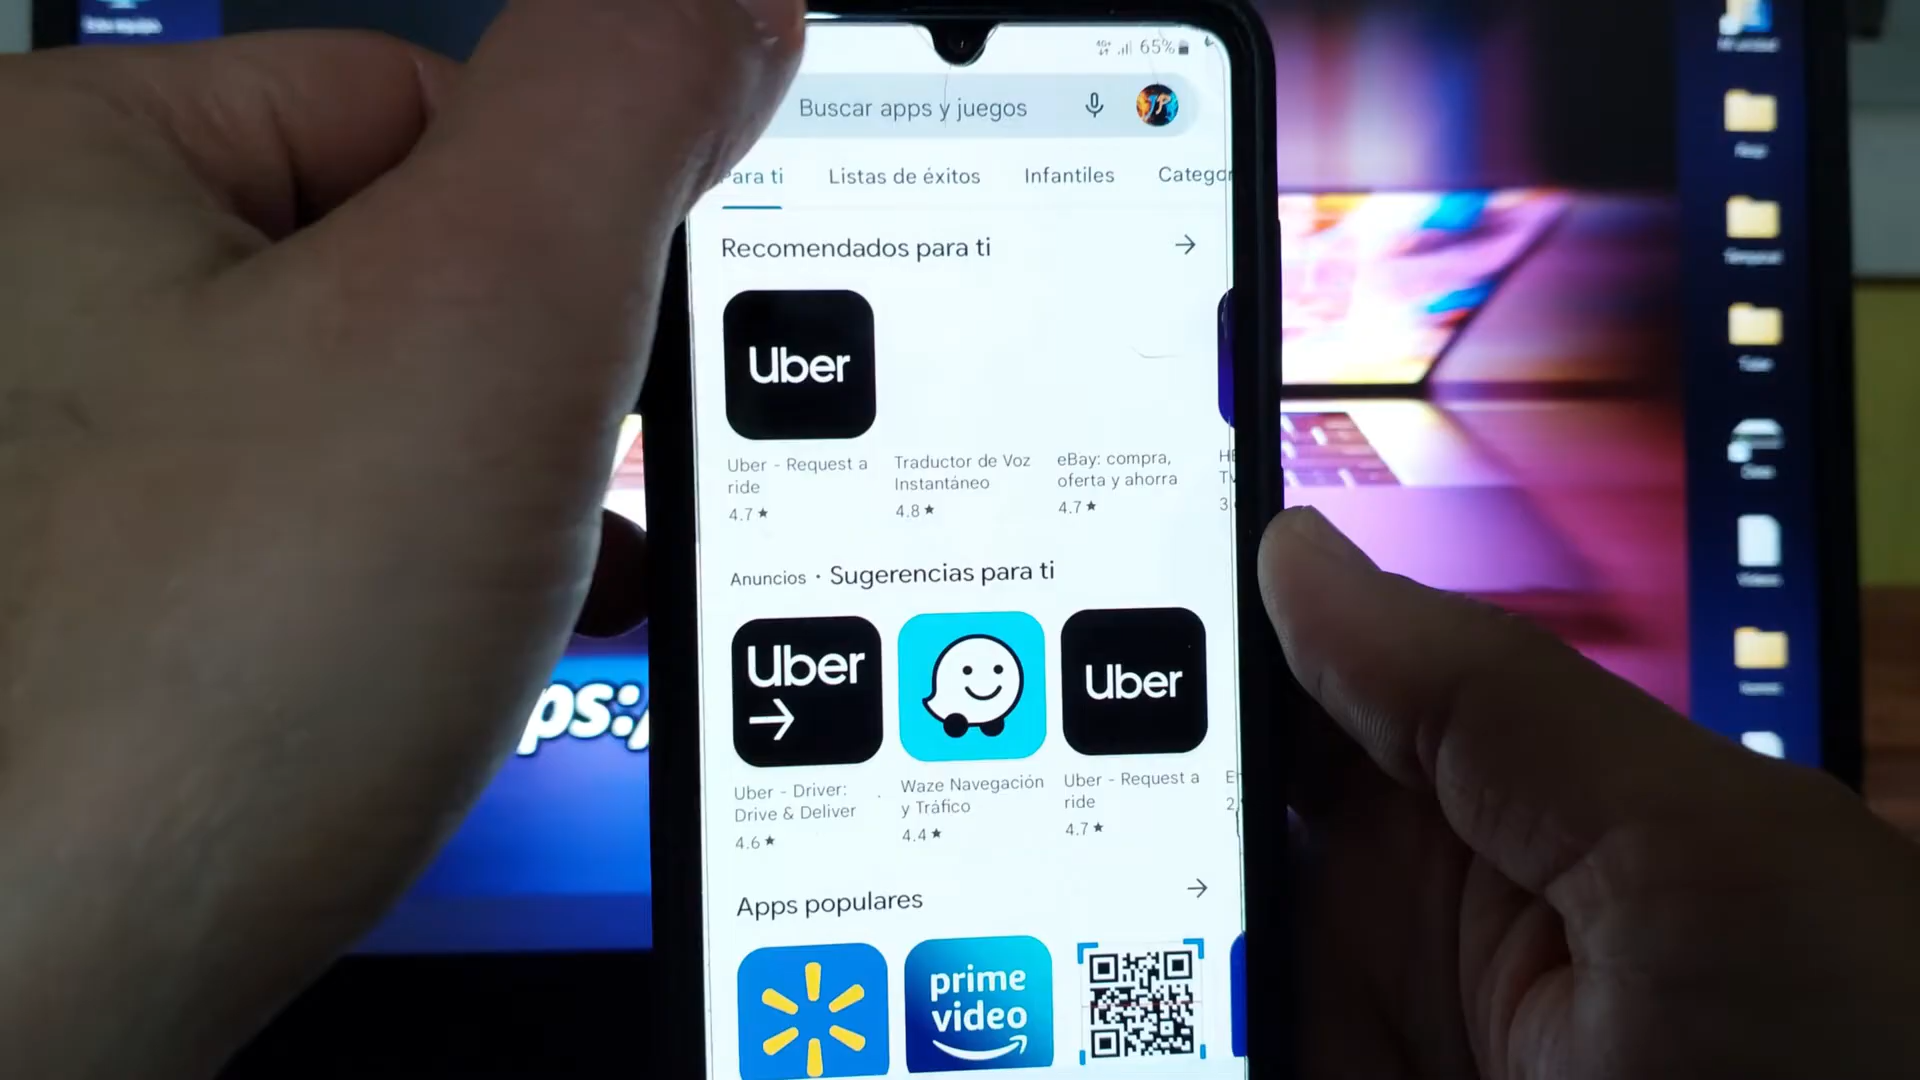 65%
Buscar apps y juegos
JP
Para ti
Listas de éxitos
Infantiles
Categor
Recomendados para ti
Uber
Uber - Request a
ride
4.7 ★
Traductor de Voz
Instantáneo
4.8 ★
eBay: compra,
oferta y ahorra
4.7 ★
Anuncios · Sugerencias para ti
Uber
Uber
Uber - Driver:
Drive & Deliver
4.6 ★
Waze Navegación
y Tráfico
4.4 ★
Uber - Request a
ride
4.7 ★
Apps populares
prime
video
ps:/